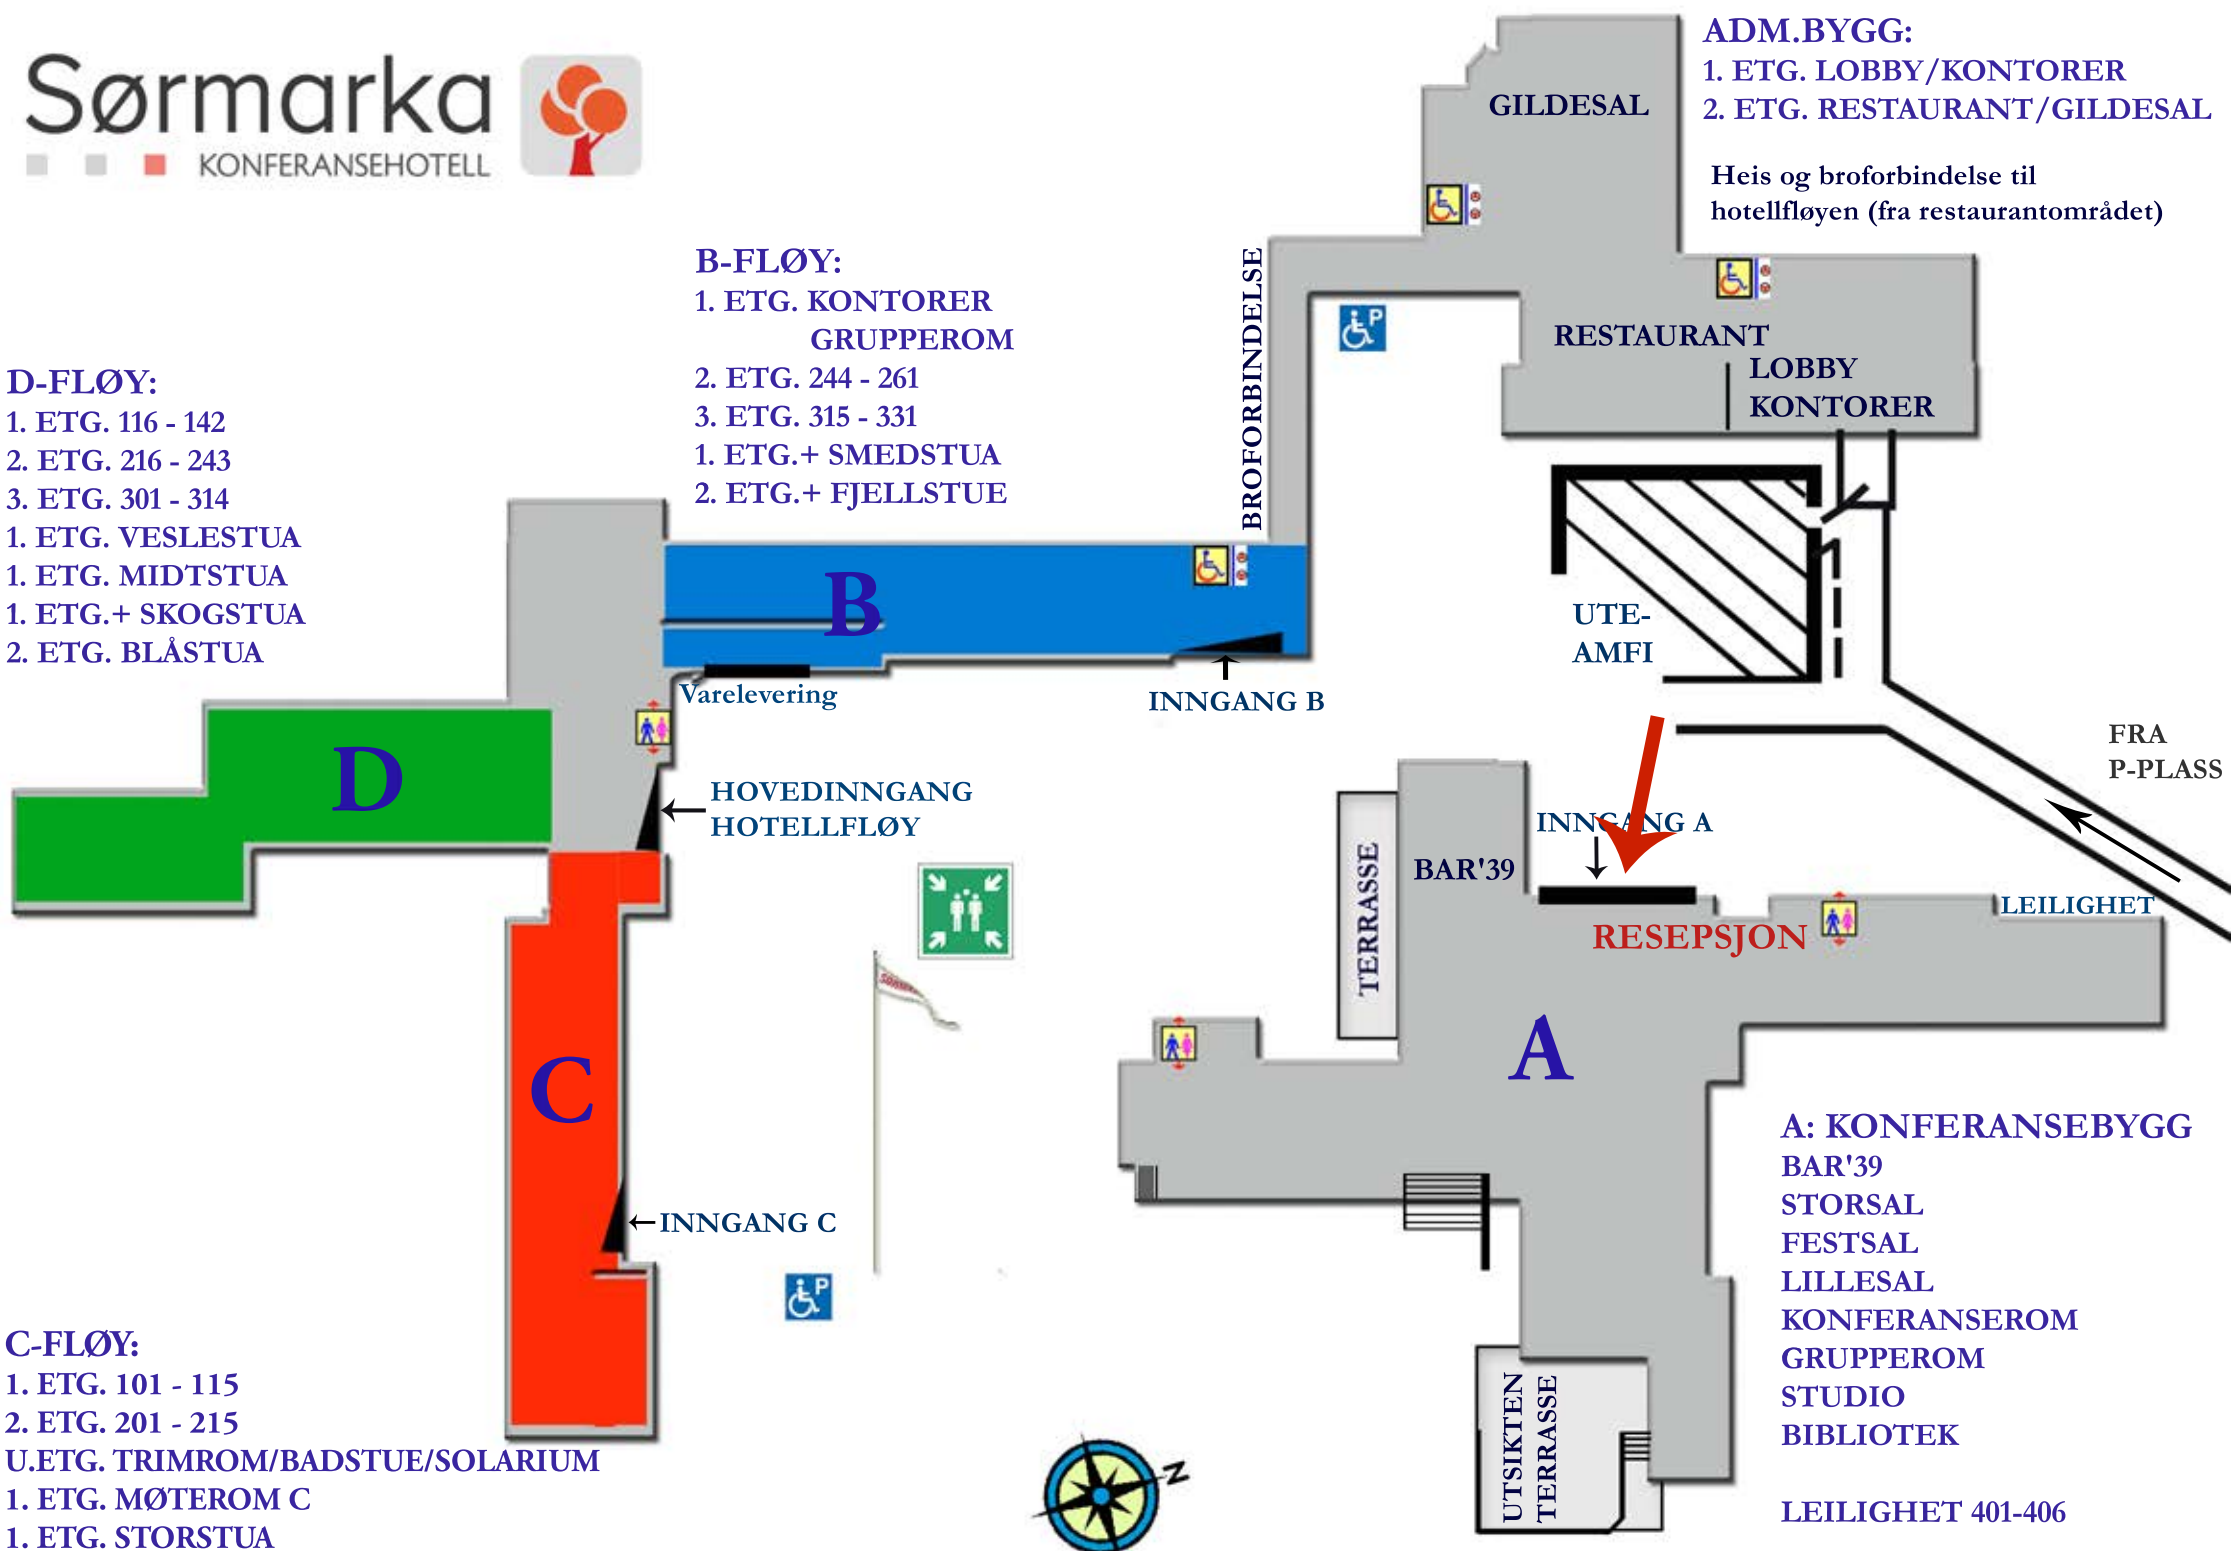 Sørmarka
KONFERANSEHOTELL
ADM.BYGG:
1. ETG. LOBBY/KONTORER
2. ETG. RESTAURANT/GILDESAL
Heis og broforbindelse til
hotellfløyen (fra restaurantområdet)
GILDESAL
BROFORBINDELSE
P
RESTAURANT
LOBBY
KONTORER
B-FLØY:
1. ETG. KONTORER
GRUPPEROM
2. ETG. 244 - 261
3. ETG. 315 - 331
1. ETG.+ SMEDSTUA
2. ETG.+ FJELLSTUE
D-FLØY:
1. ETG. 116 - 142
2. ETG. 216 - 243
3. ETG. 301 - 314
1. ETG. VESLESTUA
1. ETG. MIDTSTUA
1. ETG.+ SKOGSTUA
2. ETG. BLÅSTUA
B
Varelevering
INNGANG B
UTE-
AMFI
FRA
P-PLASS
D
HOVEDINNGANG
HOTELLFLØY
INNGANG A
BAR'39
TERRASSE
RESEPSJON
LEILIGHET
A
C
INNGANG C
P
A: KONFERANSEBYGG
BAR'39
STORSAL
FESTSAL
LILLESAL
KONFERANSEROM
GRUPPEROM
STUDIO
BIBLIOTEK
LEILIGHET 401-406
UTSIKTEN
TERRASSE
N
C-FLØY:
1. ETG. 101 - 115
2. ETG. 201 - 215
U.ETG. TRIMROM/BADSTUE/SOLARIUM
1. ETG. MØTEROM C
1. ETG. STORSTUA